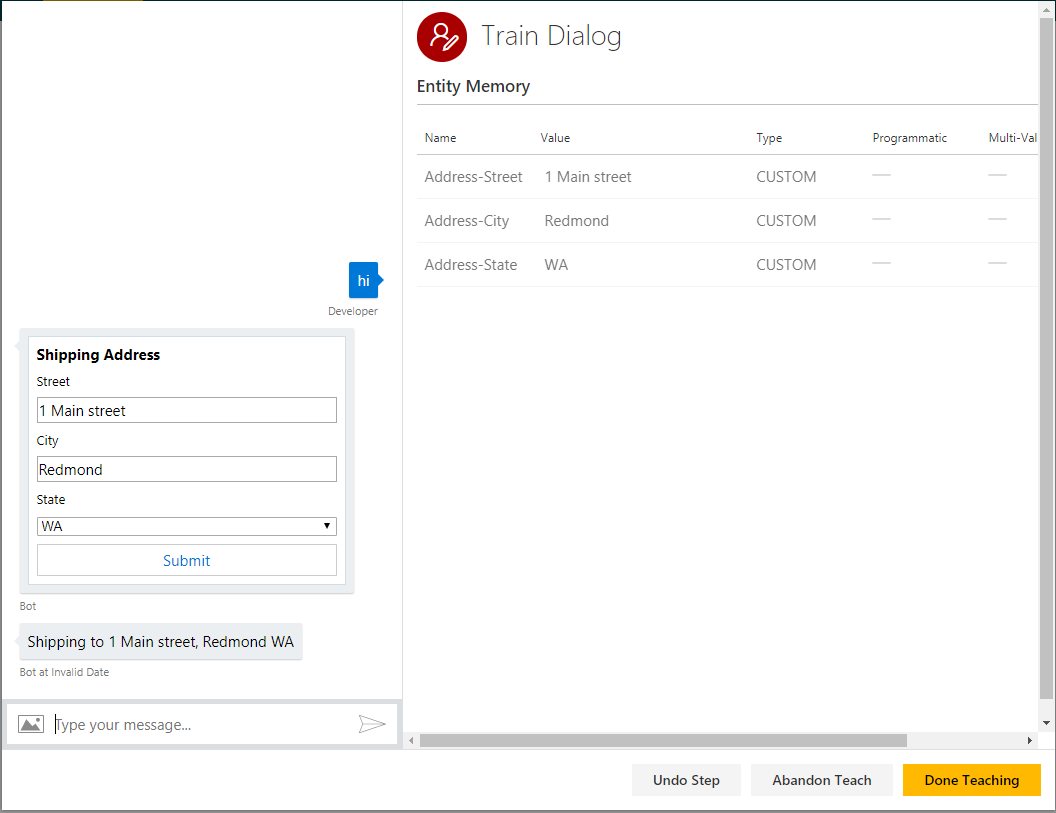 hi
Developer
Shipping Address
Street
1 Main street
City
Redmond
State
WA
Submit
Bot
Shipping to 1 Main street, Redmond WA
Bot at Invalid Date
Type your message...
Train Dialog
Entity Memory
Name Value Type Programmatic Multi-Val
Address-Street 1 Main street CUSTOM
Address-City Redmond CUSTOM
Address-State WA CUSTOM
Undo Step Abandon Teach Done Teaching